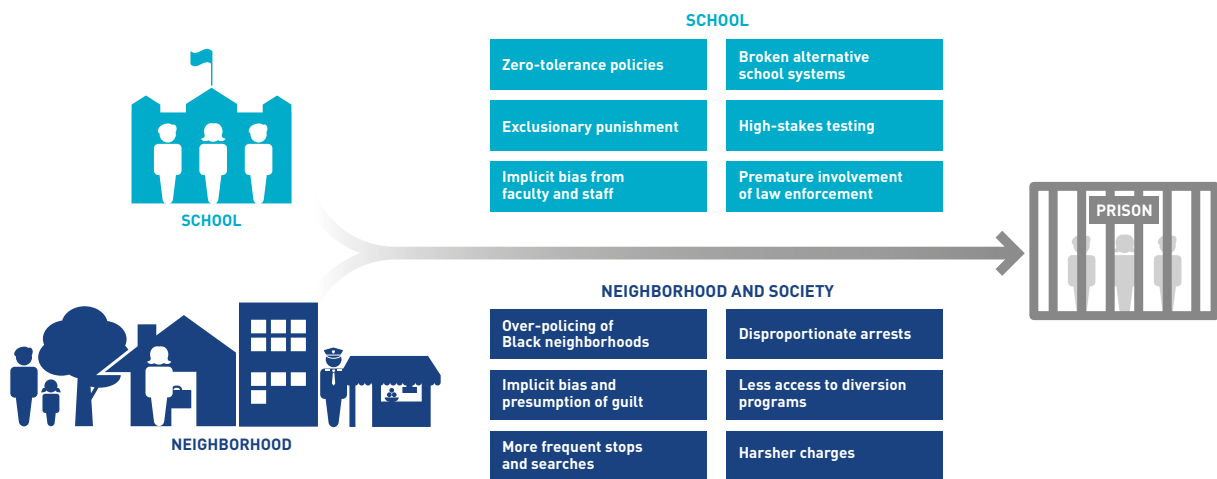 SCHOOL
Zero-tolerance policies
Broken alternative
school systems
Exclusionary punishment
High-stakes testing
Implicit bias from
faculty and staff
Premature involvement
of law enforcement
SCHOOL
PRISON
NEIGHBORHOOD AND SOCIETY
Over-policing of
Black neighborhoods
Disproportionate arrests
Implicit bias and
presumption of guilt
Less access to diversion
programs
More frequent stops
and searches
Harsher charges
NEIGHBORHOOD